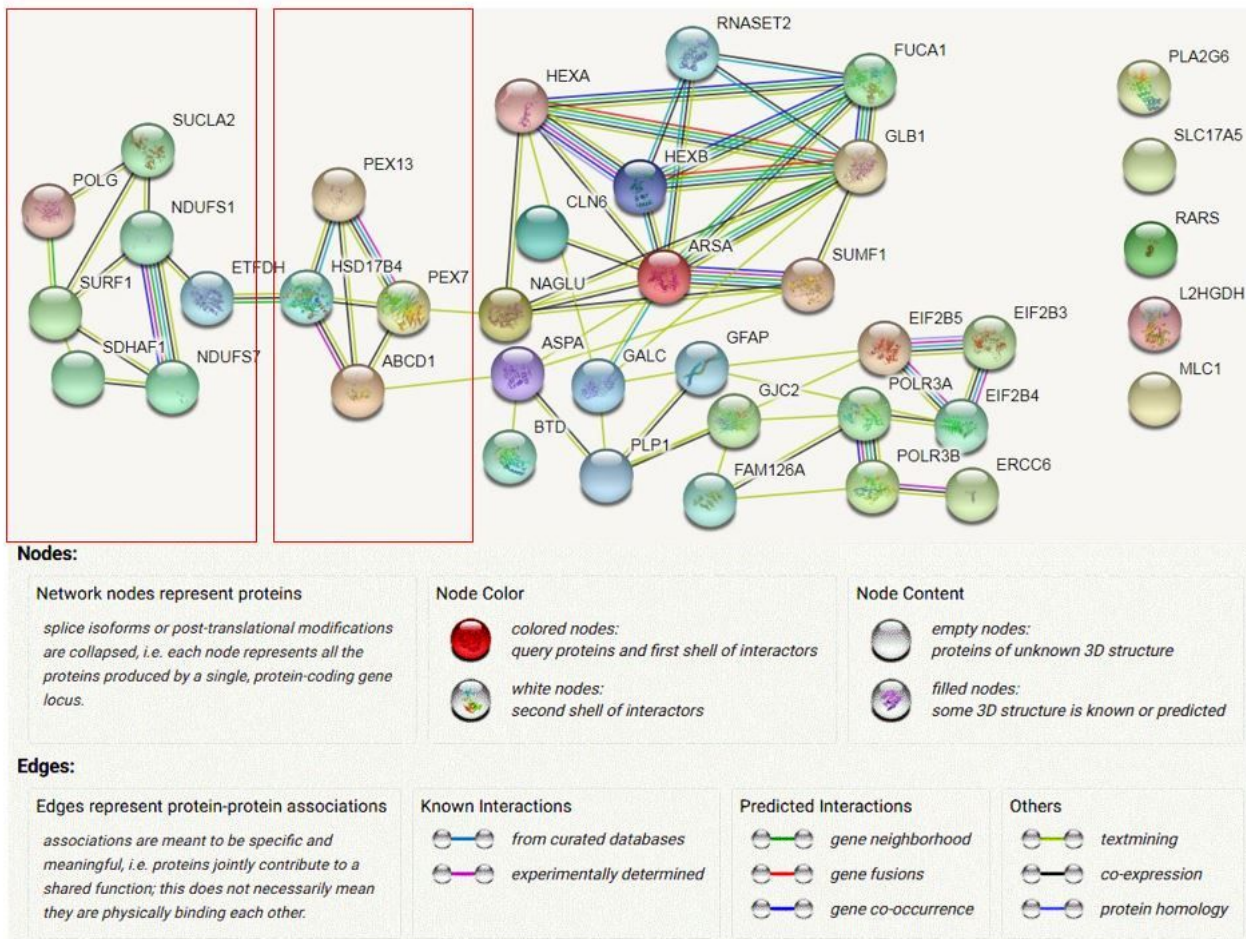 RNASET2
FUCA1
PLA2G6
HEXA
SUCLA2
SLC17A5
PEX13
HEXB
GLB1
POLG
CLN6
NDUFS1
RARS
ARSA
SUMF1
ETFDH
HSD17B4
SURF1
PEX7
NAGLU
L2HGDH
EIF2B5
EIF2B3
ASPA
GALC
GFAP
SDHAF1
NDUFS7
ABCD1
MLC1
POLR3A
GJC2
EIF2B4
BTD
PLP1
POLR3B
FAM126A
ERCC6
Nodes:
Network nodes represent proteins
splice isoforms or post-translational modifications
are collapsed, i.e. each node represents all the
proteins produced by a single, protein-coding gene
locus.
Node Color
colored nodes:
query proteins and first shell of interactors
white nodes:
second shell of interactors
Node Content
empty nodes:
proteins of unknown 3D structure
filled nodes:
some 3D structure is known or predicted
Edges:
Edges represent protein-protein associations
associations are meant to be specific and
meaningful, i.e. proteins jointly contribute to a
shared function; this does not necessarily mean
they are physically binding each other.
Known Interactions
from curated databases
experimentally determined
Predicted Interactions
gene neighborhood
gene fusions
gene co-occurrence
Others
textmining
co-expression
protein homology